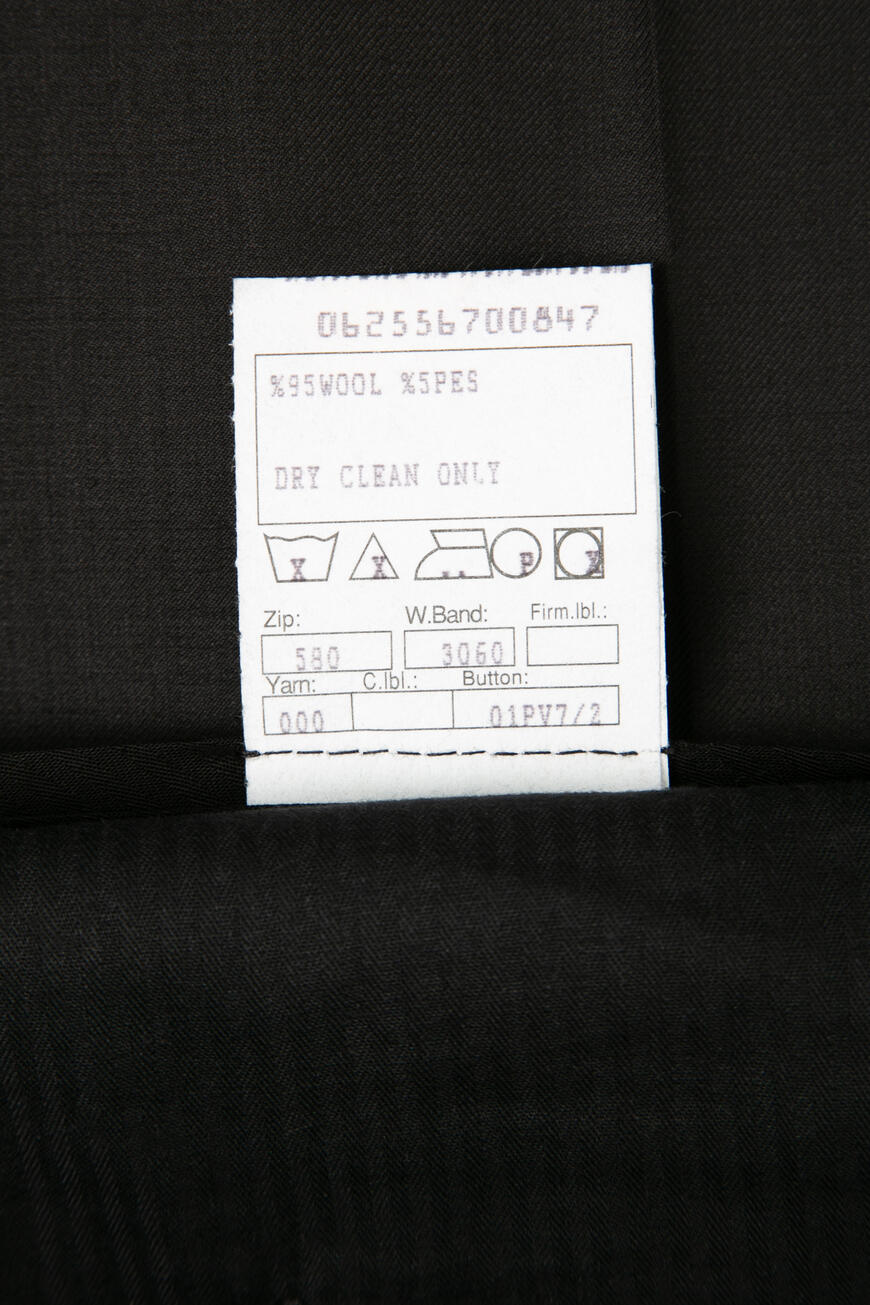 062556700847
%95WOOL %5PES
DRY CLEAN ONLY
X X .. P X
Zip: W.Band: Firm.lbl.:
580 3060
Yarn: C.lbl.: Button:
000 01PV7/2